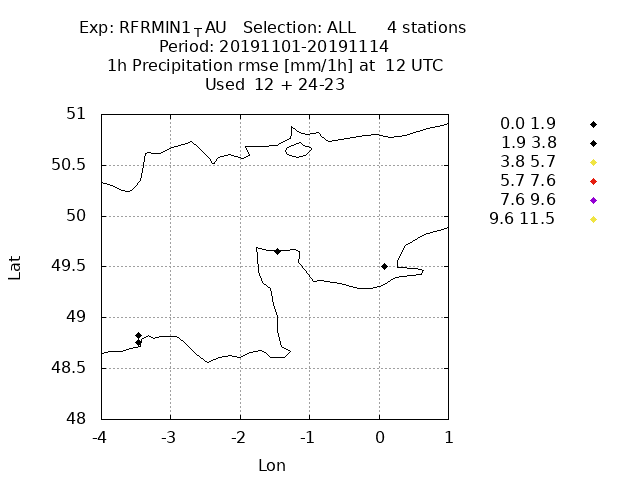 Exp: RFRMIN1_TAU   Selection: ALL      4 stations
Period: 20191101-20191114
1h Precipitation rmse [mm/1h] at  12 UTC
Used  12 + 24-23
51
50.5
50
49.5
49
48.5
48
Lat
-4 -3 -2 -1 0 1
Lon
0.0 1.9
1.9 3.8
3.8 5.7
5.7 7.6
7.6 9.6
9.6 11.5